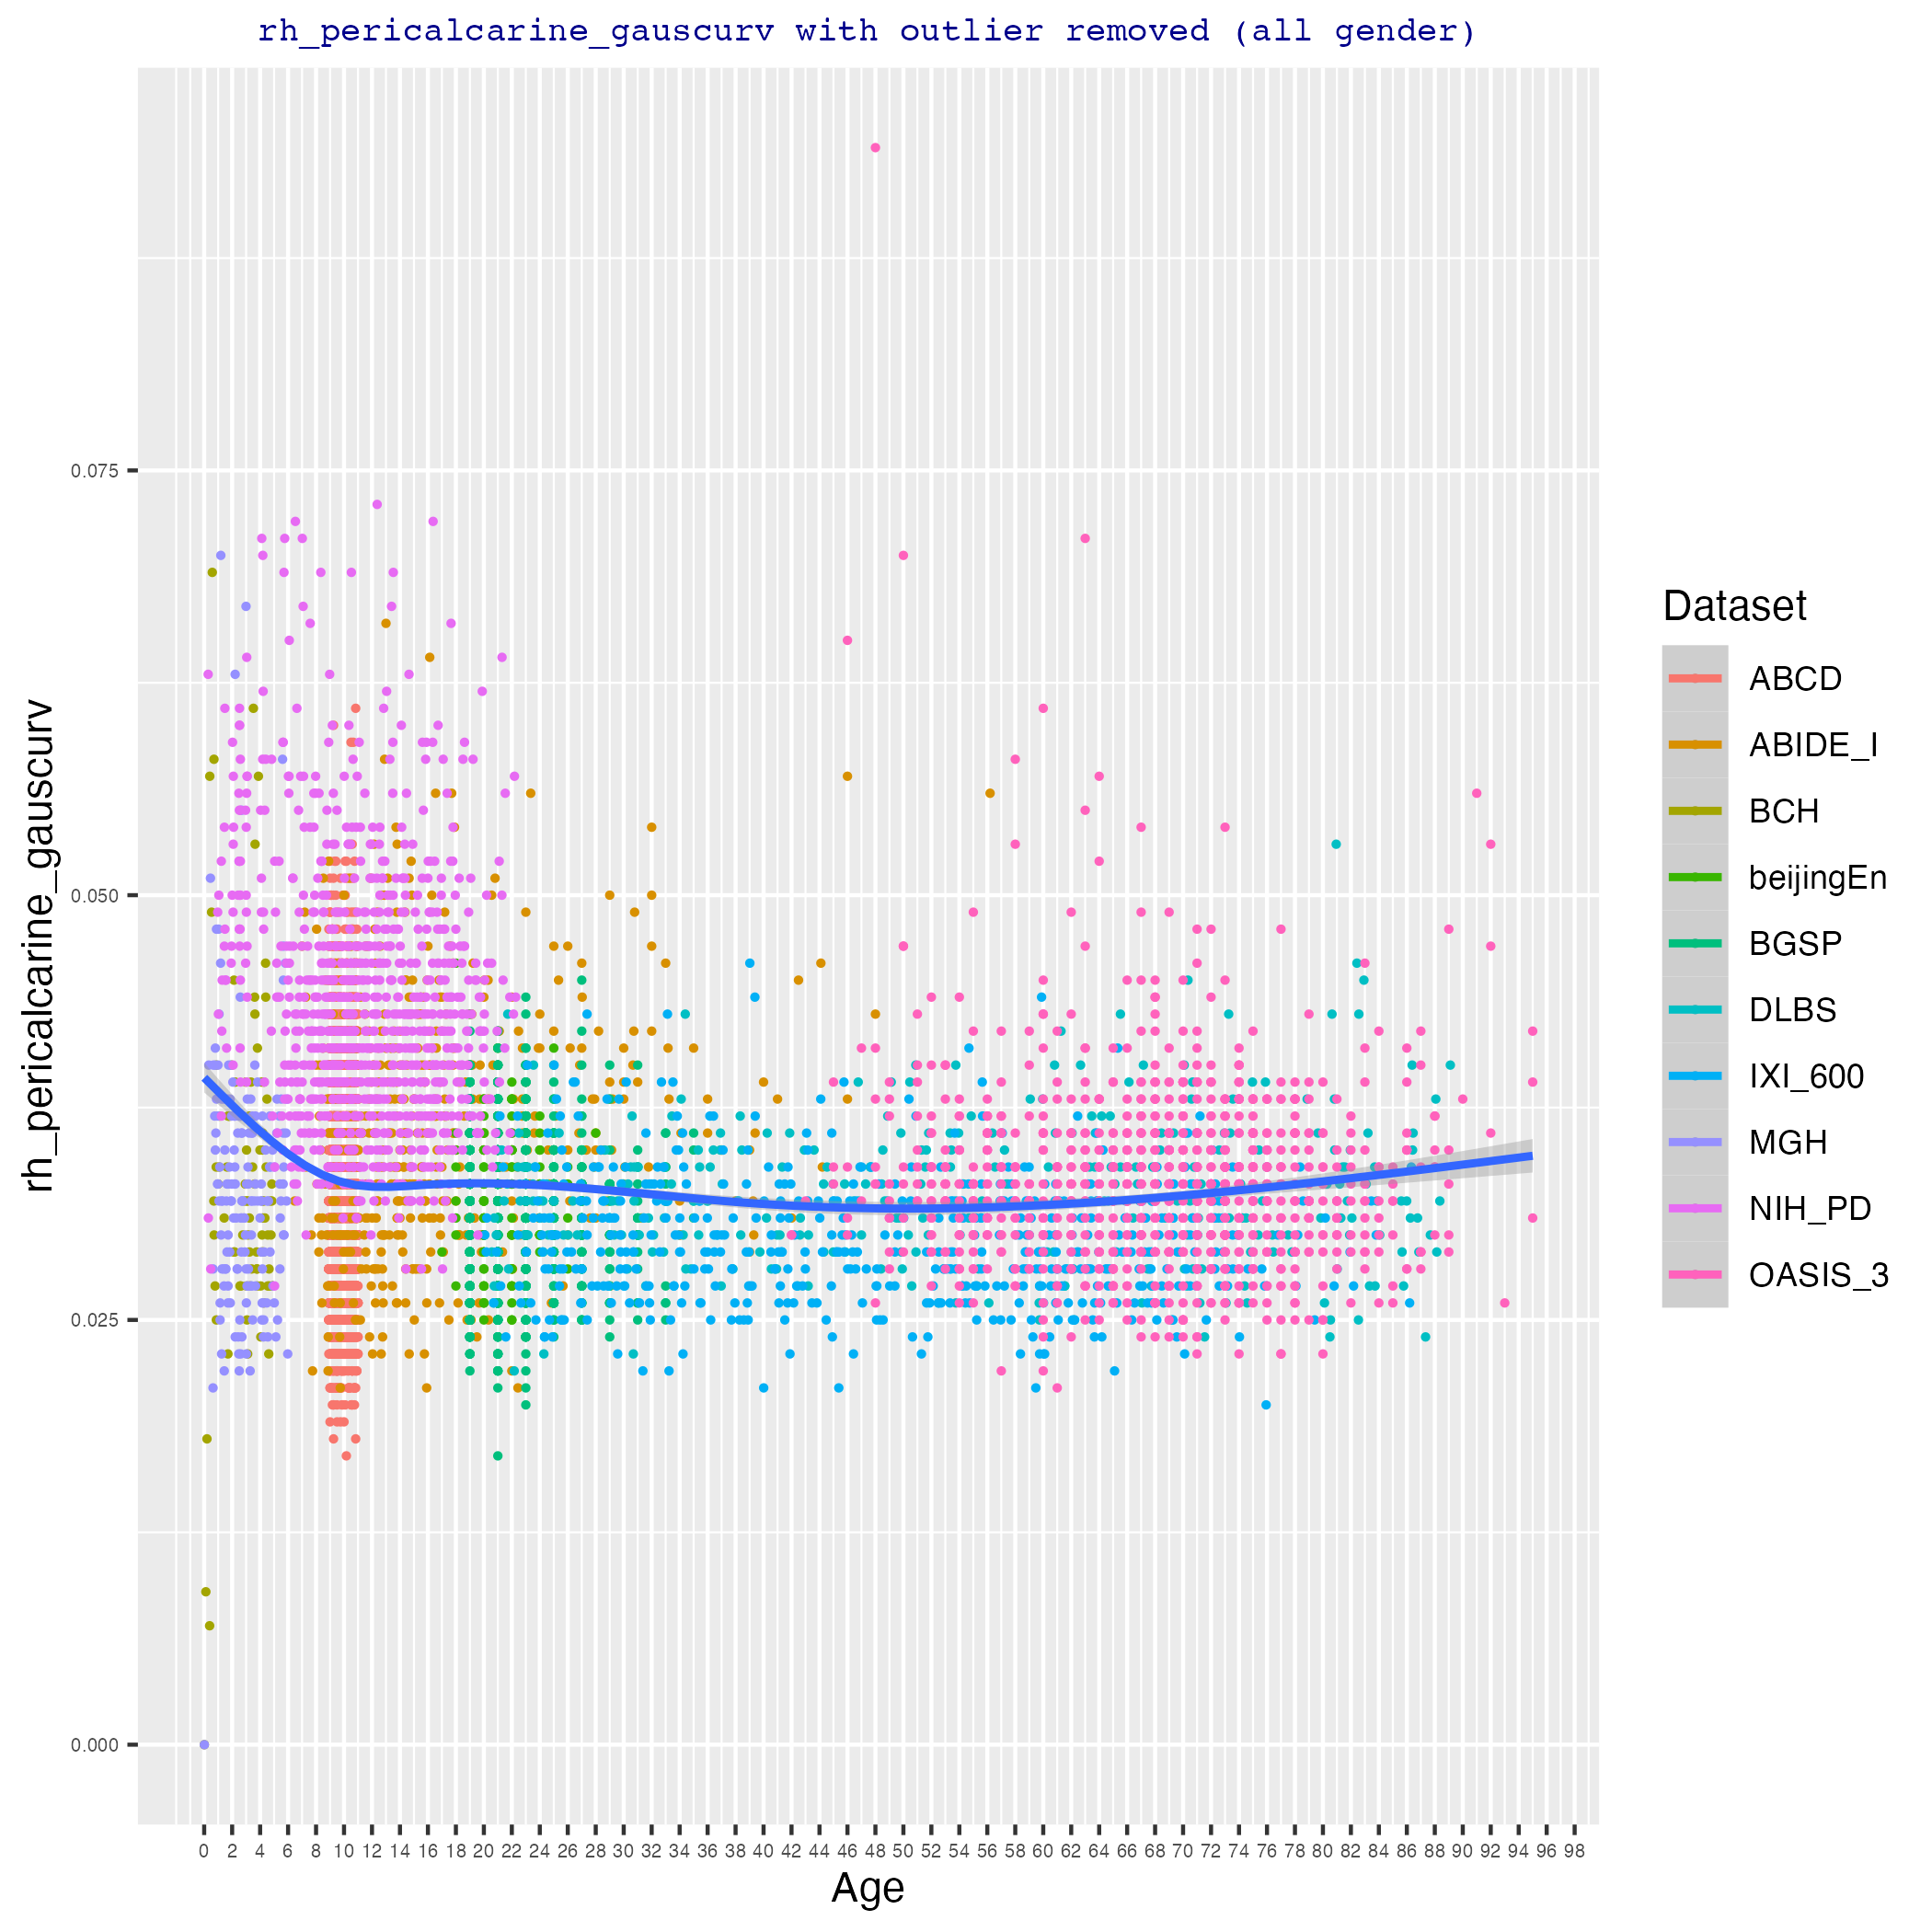 rh_pericalcarine_gauscurv with outlier removed (all gender)
rh_pericalcarine_gauscurv
0.075
0.050
0.025
0.000
0 2 4 6 8 10 12 14 16 18 20 22 24 26 28 30 32 34 36 38 40 42 44 46 48 50 52 54 56 58 60 62 64 66 68 70 72 74 76 78 80 82 84 86 88 90 92 94 96 98
Age
Dataset
ABCD
ABIDE_I
BCH
beijingEn
BGSP
DLBS
IXI_600
MGH
NIH_PD
OASIS_3